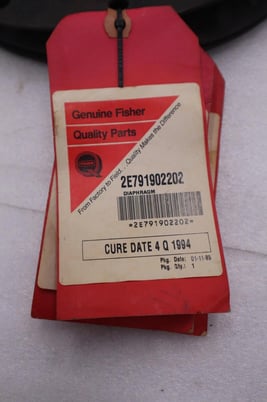 Genuine Fisher
Quality Parts
From Factory to Field... Quality Makes the Difference
2E791902202
DIAPHRAGM
*2E791902202*
CURE DATE 4 Q 1994
Pkg. Date: 01-11-95
Pkg. Qty.: 1